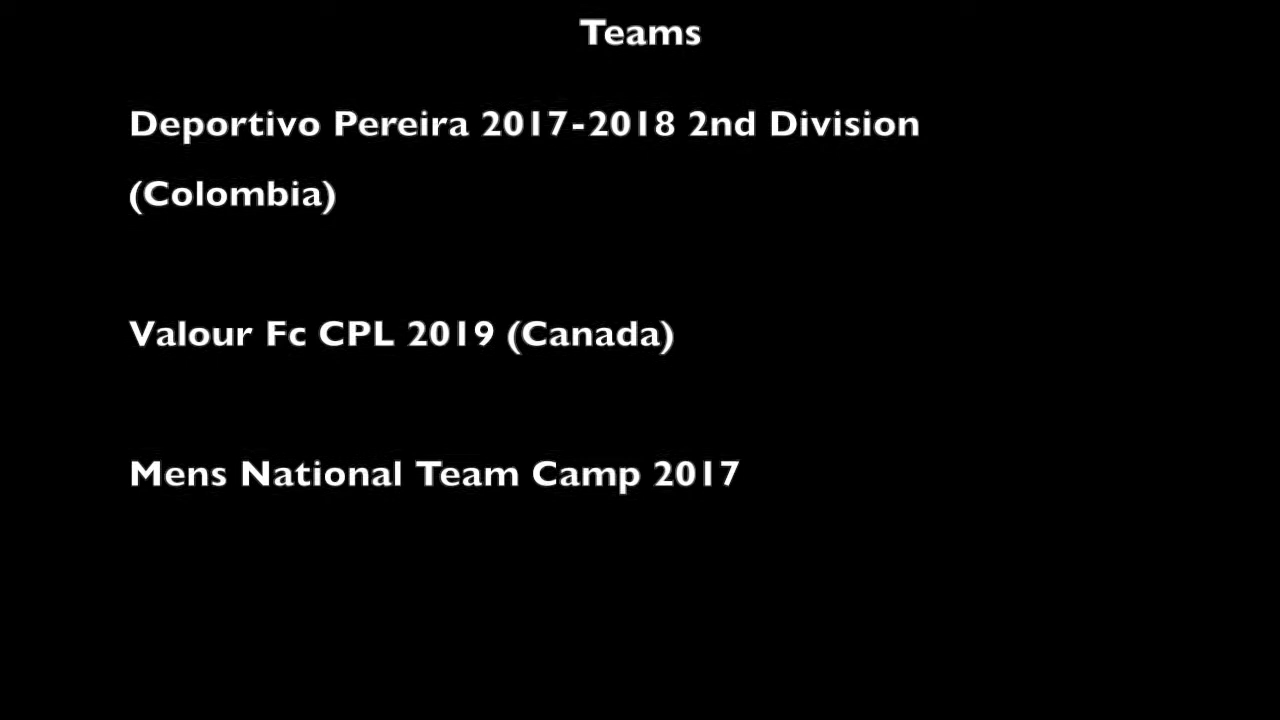 Teams
Deportivo Pereira 2017-2018 2nd Division
(Colombia)
Valour Fc CPL 2019 (Canada)
Mens National Team Camp 2017